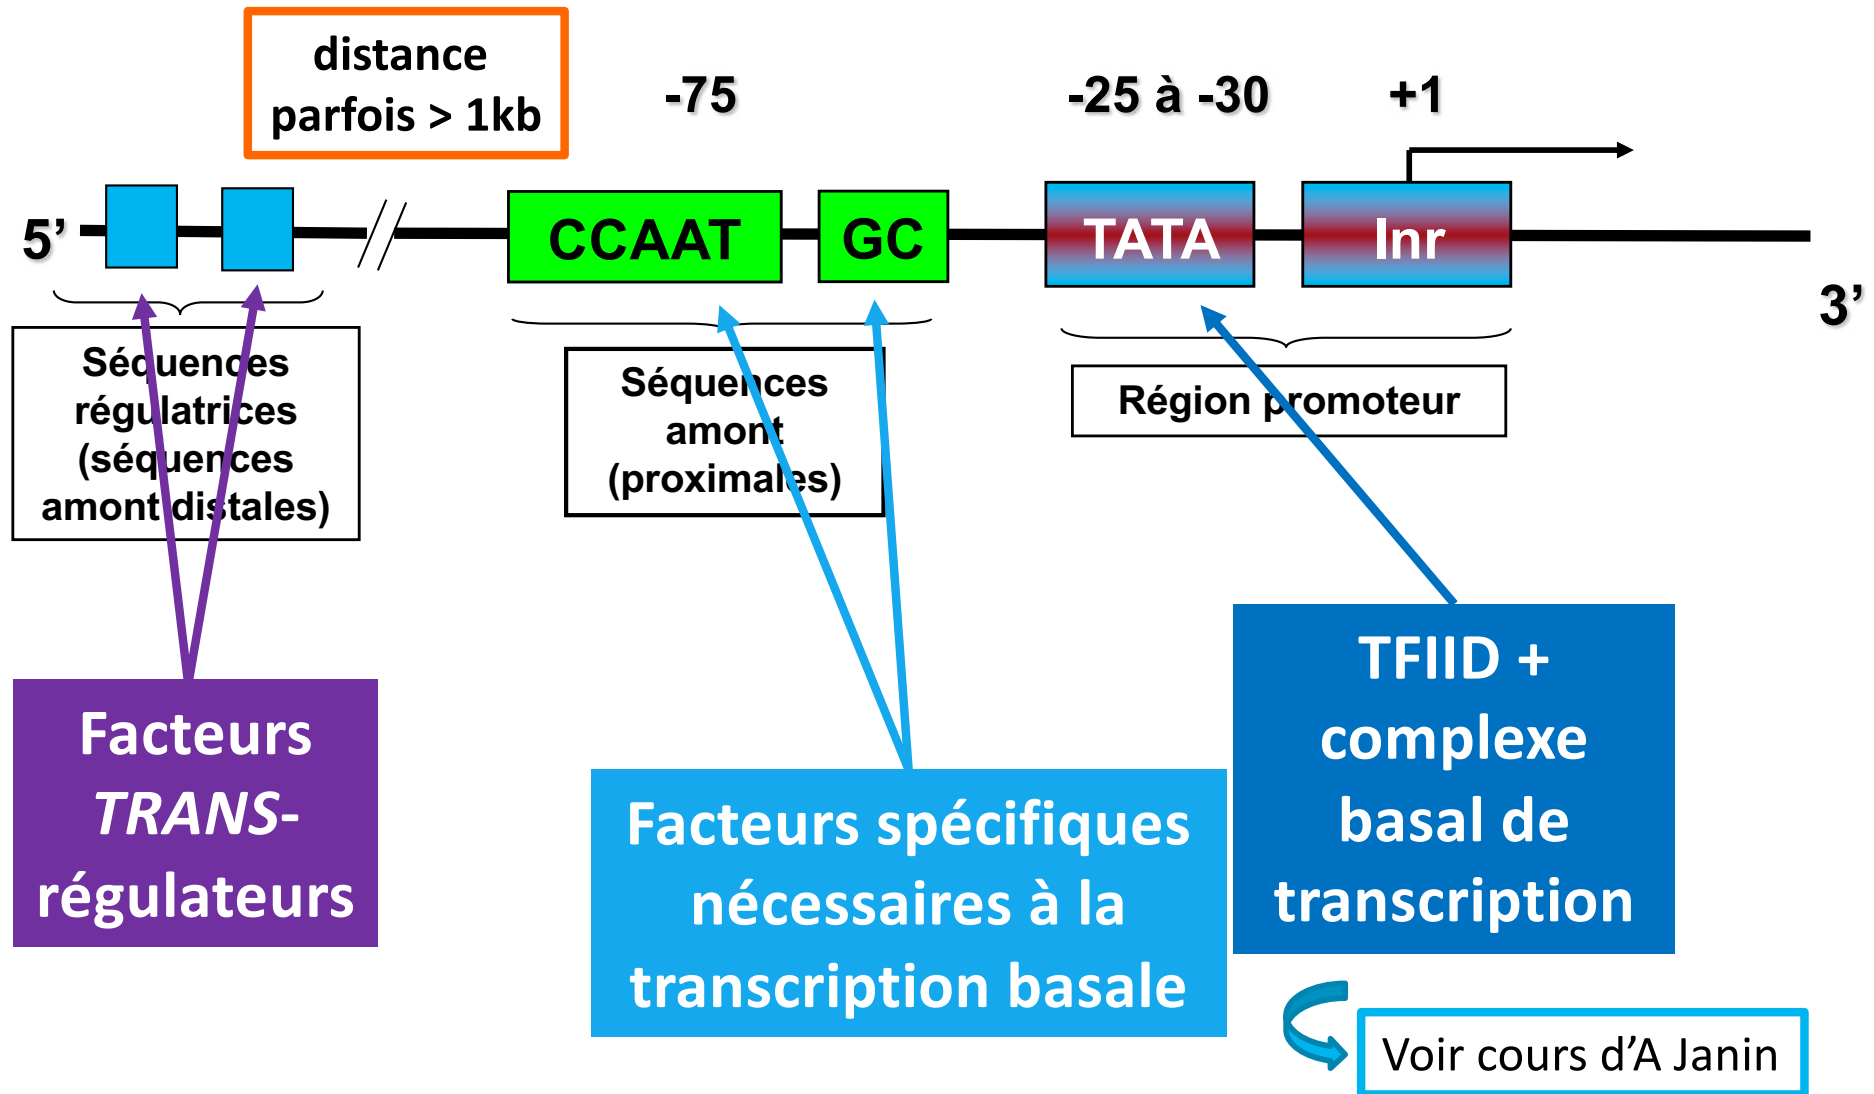 distance
parfois > 1kb
-75
-25 à -30
+1
5’
CCAAT
GC
TATA
Inr
3’
Séquences
régulatrices
(séquences
amont distales)
Séquences
amont
(proximales)
Région promoteur
Facteurs
TRANS-
régulateurs
Facteurs spécifiques
nécessaires à la
transcription basale
TFIID +
complexe
basal de
transcription
Voir cours d’A Janin